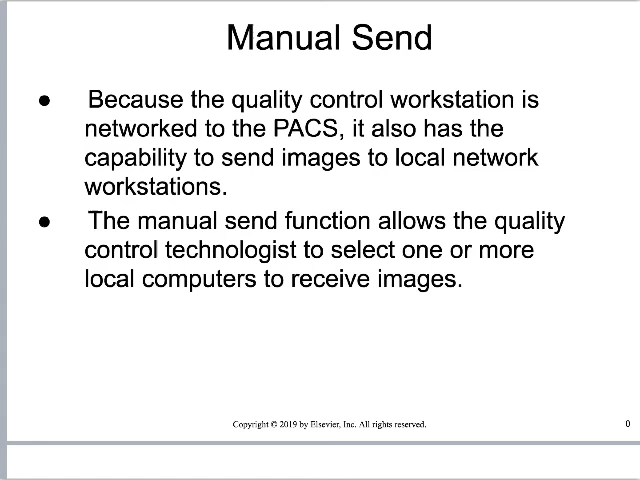 Manual Send
● Because the quality control workstation is
networked to the PACS, it also has the
capability to send images to local network
workstations.
● The manual send function allows the quality
control technologist to select one or more
local computers to receive images.
Copyright © 2019 by Elsevier, Inc. All rights reserved.
0